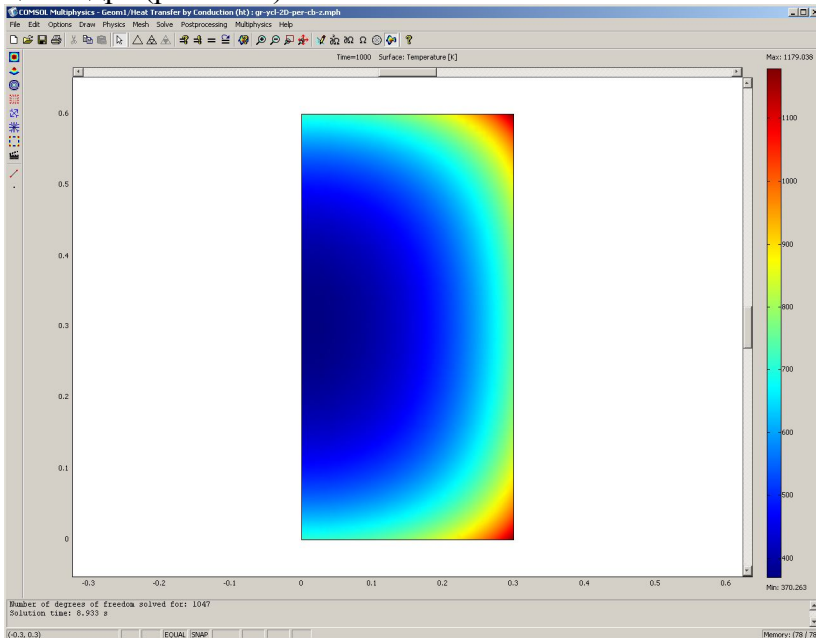 COMSOL Multiphysics - Geom1/Heat Transfer by Conduction (ht) : gr-ycl-2D-per-cb-z.mph
File Edit Options Draw Physics Mesh Solve Postprocessing Multiphysics Help
Time=1000 Surface: Temperature [K]
Max: 1179.038
0.6
0.5
0.4
0.3
0.2
0.1
0
-0.3 -0.2 -0.1 0 0.1 0.2 0.3 0.4 0.5 0.6
1100
1000
900
800
700
600
500
400
Min: 370.263
Number of degrees of freedom solved for: 1047
Solution time: 8.933 s
(-0.3, 0.3) EQUAL SNAP Memory: (78 / 78